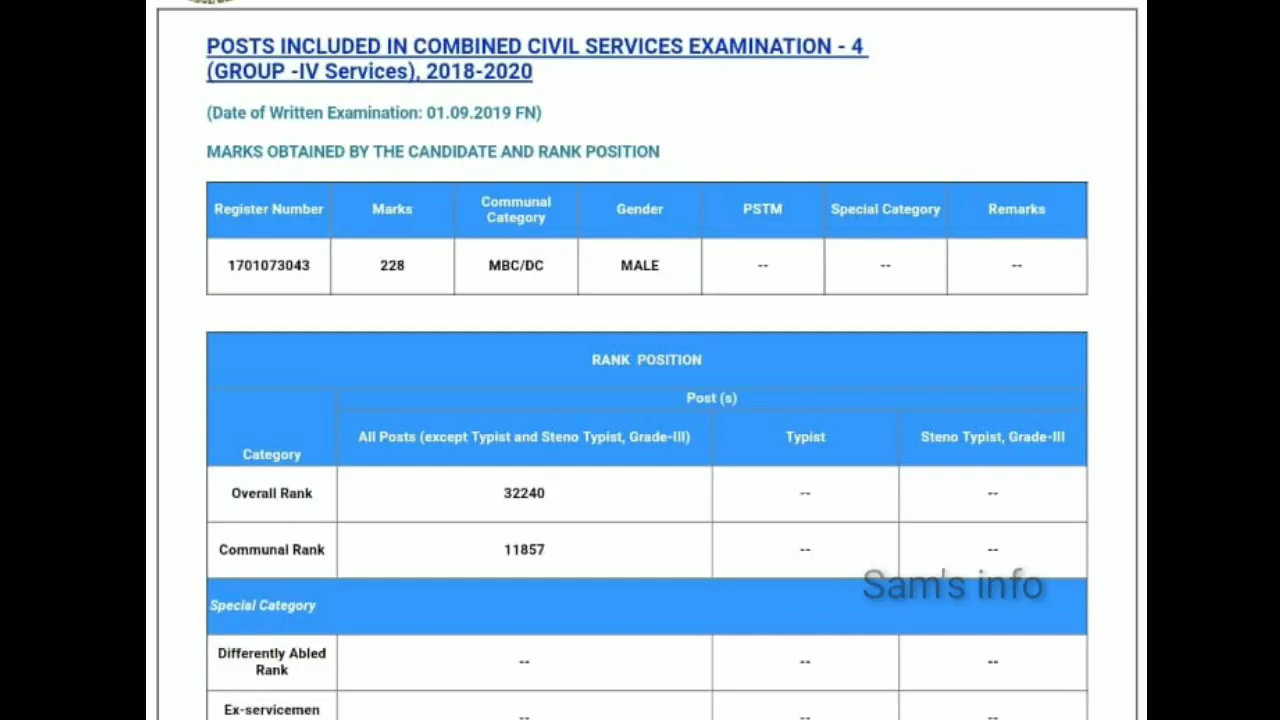 POSTS INCLUDED IN COMBINED CIVIL SERVICES EXAMINATION - 4
(GROUP -IV Services), 2018-2020
(Date of Written Examination: 01.09.2019 FN)
MARKS OBTAINED BY THE CANDIDATE AND RANK POSITION
Register Number Marks Communal Category Gender PSTM Special Category Remarks
1701073043 228 MBC/DC MALE -- -- --
RANK POSITION
Post (s)
Category All Posts (except Typist and Steno Typist, Grade-III) Typist Steno Typist, Grade-III
Overall Rank 32240 -- --
Communal Rank 11857 -- --
Sam's info
Special Category
Differently Abled Rank -- -- --
Ex-servicemen -- -- --